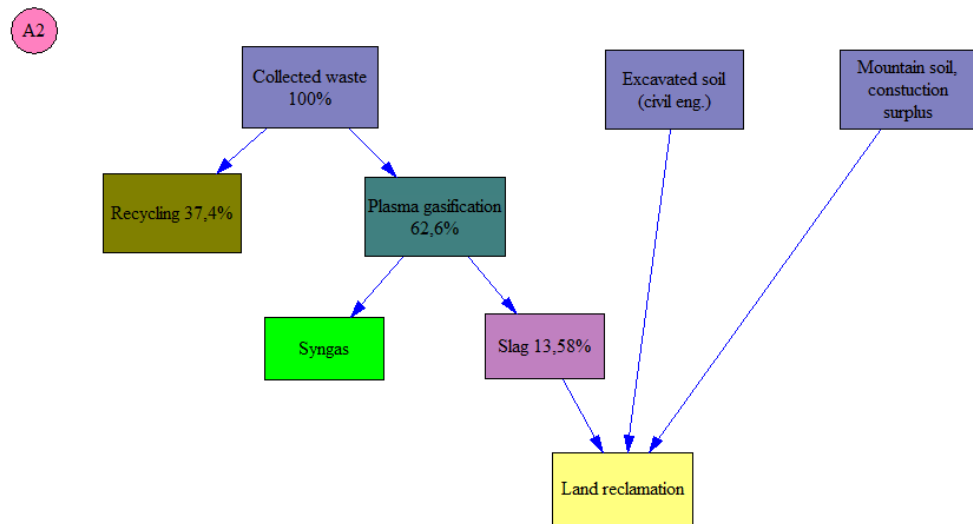 A2
Collected waste
100%
Excavated soil
(civil eng.)
Mountain soil,
constuction
surplus
Recycling 37,4%
Plasma gasification
62,6%
Syngas
Slag 13,58%
Land reclamation